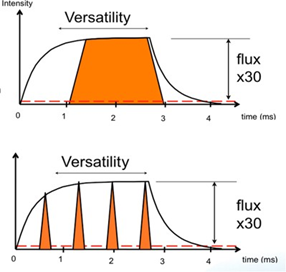 Intensity
Versatility
flux
x30
0 1 2 3 4 time (ms)
Versatility
flux
x30
0 1 2 3 4 time (ms)